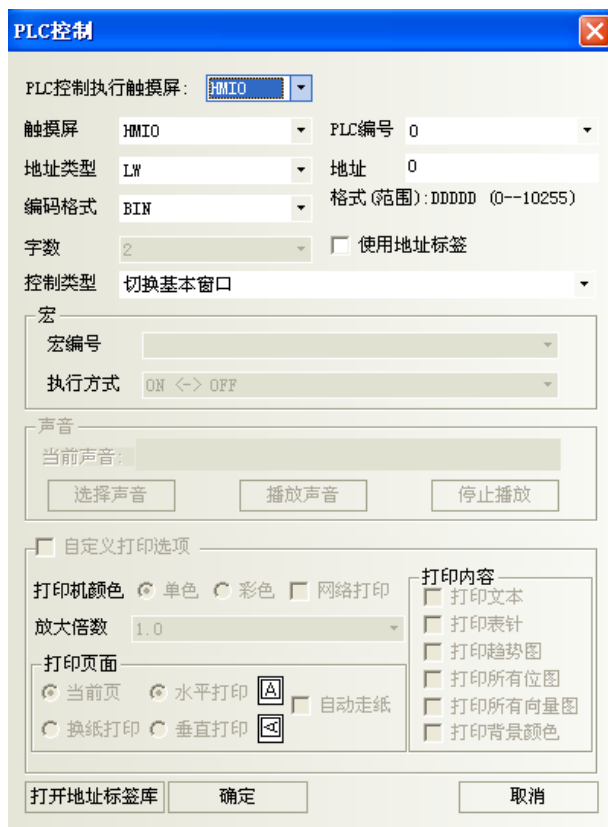 PLC控制
PLC控制执行触摸屏: HMI0
触摸屏 HMI0 PLC编号 0
地址类型 LW 地址 0
编码格式 BIN 格式(范围):DDDDD (0--10255)
字数 2 使用地址标签
控制类型 切换基本窗口
宏
宏编号
执行方式 ON <-> OFF
声音
当前声音:
选择声音 播放声音 停止播放
自定义打印选项
打印机颜色 单色 彩色 网络打印
放大倍数 1.0
打印页面
当前页 水平打印 A 自动走纸
换纸打印 垂直打印 A
打印内容
打印文本
打印表针
打印趋势图
打印所有位图
打印所有向量图
打印背景颜色
打开地址标签库 确定 取消